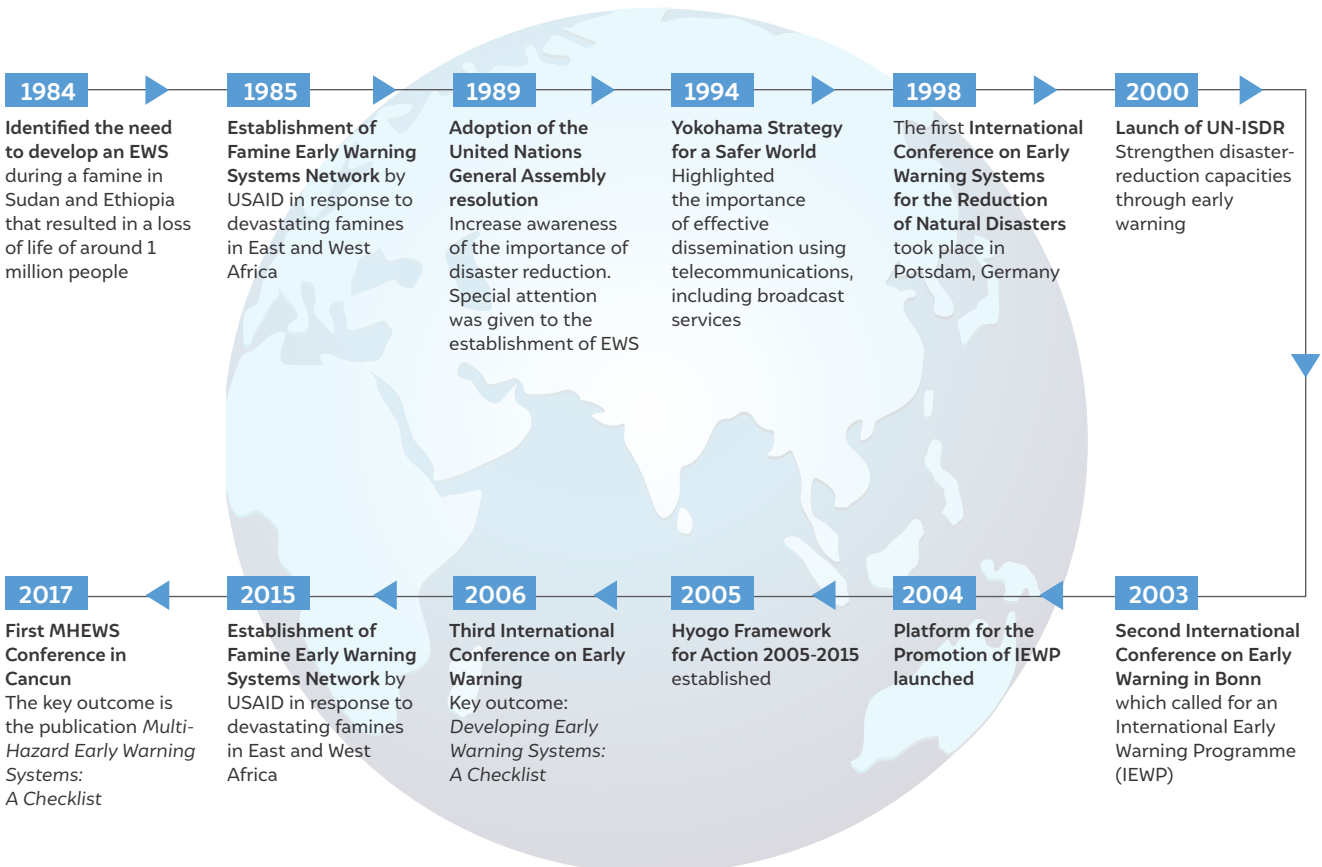 1984
Identified the need
to develop an EWS
during a famine in
Sudan and Ethiopia
that resulted in a loss
of life of around 1
million people
1985
Establishment of
Famine Early Warning
Systems Network by
USAID in response to
devastating famines
in East and West
Africa
1989
Adoption of the
United Nations
General Assembly
resolution
Increase awareness
of the importance of
disaster reduction.
Special attention
was given to the
establishment of EWS
1994
Yokohama Strategy
for a Safer World
Highlighted
the importance
of effective
dissemination using
telecommunications,
including broadcast
services
1998
The first International
Conference on Early
Warning Systems
for the Reduction
of Natural Disasters
took place in
Potsdam, Germany
2000
Launch of UN-ISDR
Strengthen disaster-
reduction capacities
through early
warning
2003
Second International
Conference on Early
Warning in Bonn
which called for an
International Early
Warning Programme
(IEWP)
2004
Platform for the
Promotion of IEWP
launched
2005
Hyogo Framework
for Action 2005-2015
established
2006
Third International
Conference on Early
Warning
Key outcome:
Developing Early
Warning Systems:
A Checklist
2015
Establishment of
Famine Early Warning
Systems Network by
USAID in response to
devastating famines
in East and West
Africa
2017
First MHEWS
Conference in
Cancun
The key outcome is
the publication Multi-
Hazard Early Warning
Systems:
A Checklist